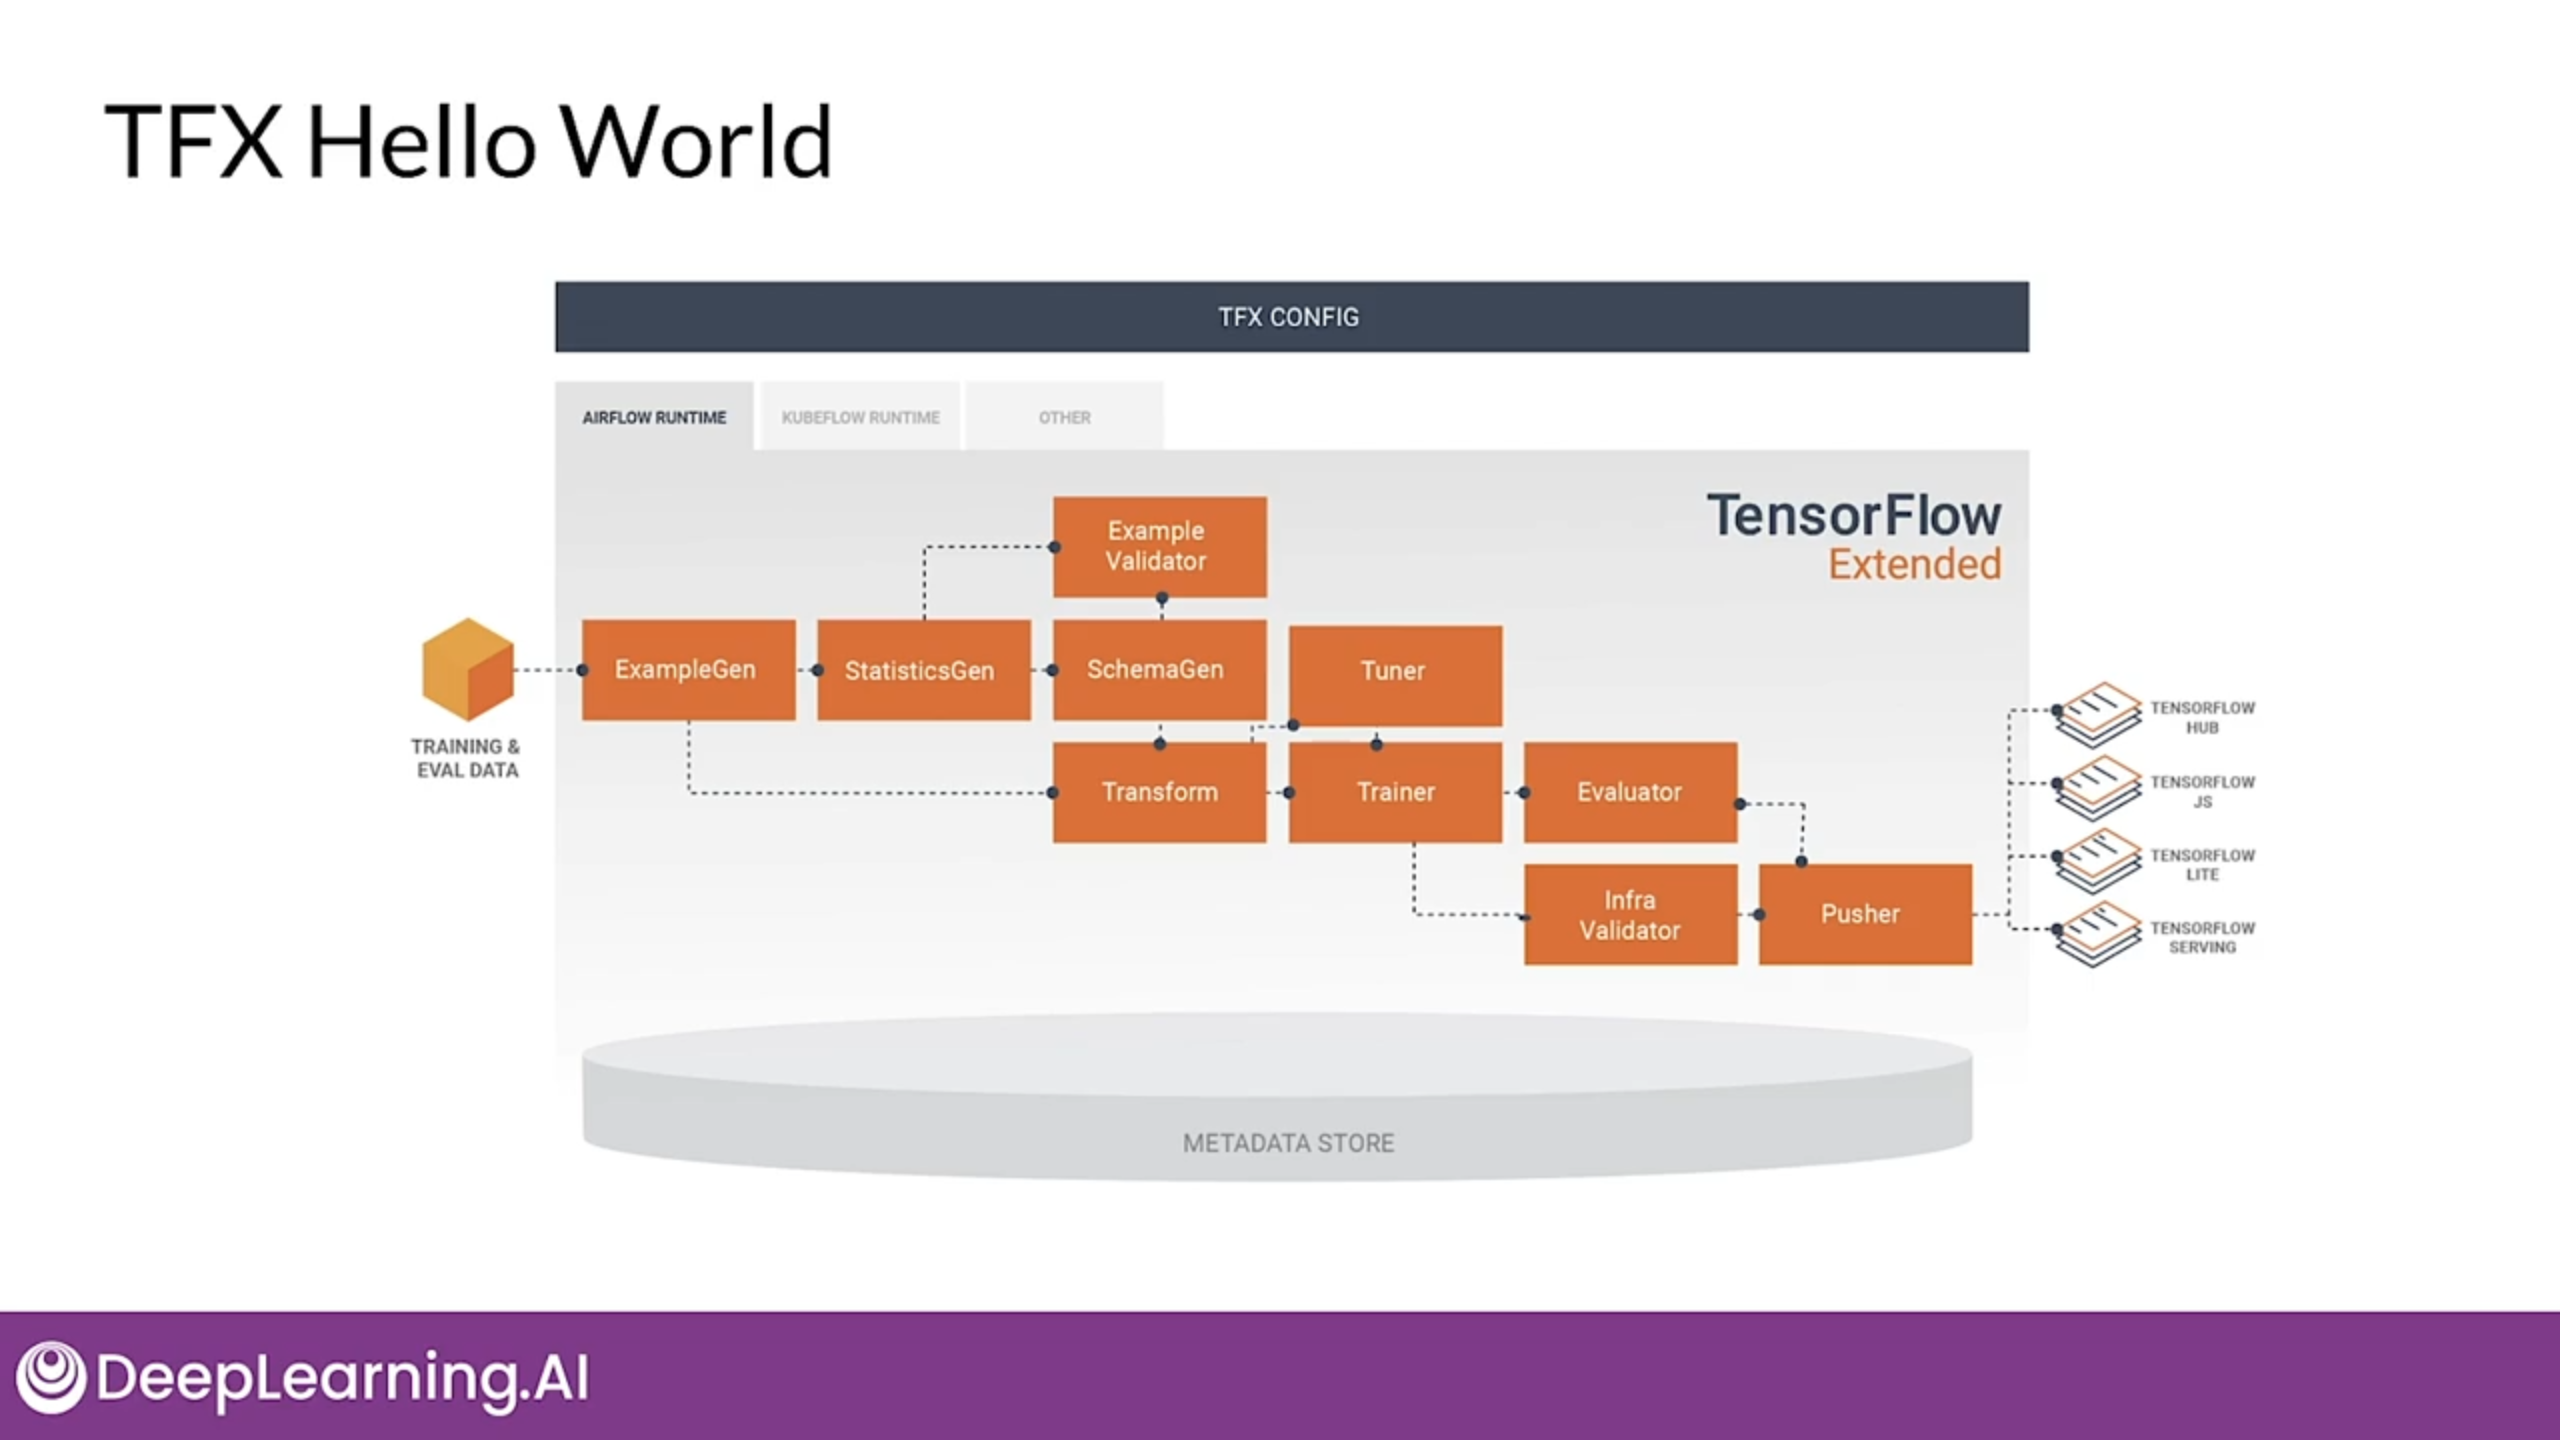 TFX Hello World
TFX CONFIG
AIRFLOW RUNTIME
KUBEFLOW RUNTIME
OTHER
TensorFlow
Extended
Example
Validator
TRAINING &
EVAL DATA
ExampleGen
StatisticsGen
SchemaGen
Tuner
Transform
Trainer
Evaluator
Infra
Validator
Pusher
TENSORFLOW
HUB
TENSORFLOW
JS
TENSORFLOW
LITE
TENSORFLOW
SERVING
METADATA STORE
DeepLearning.AI